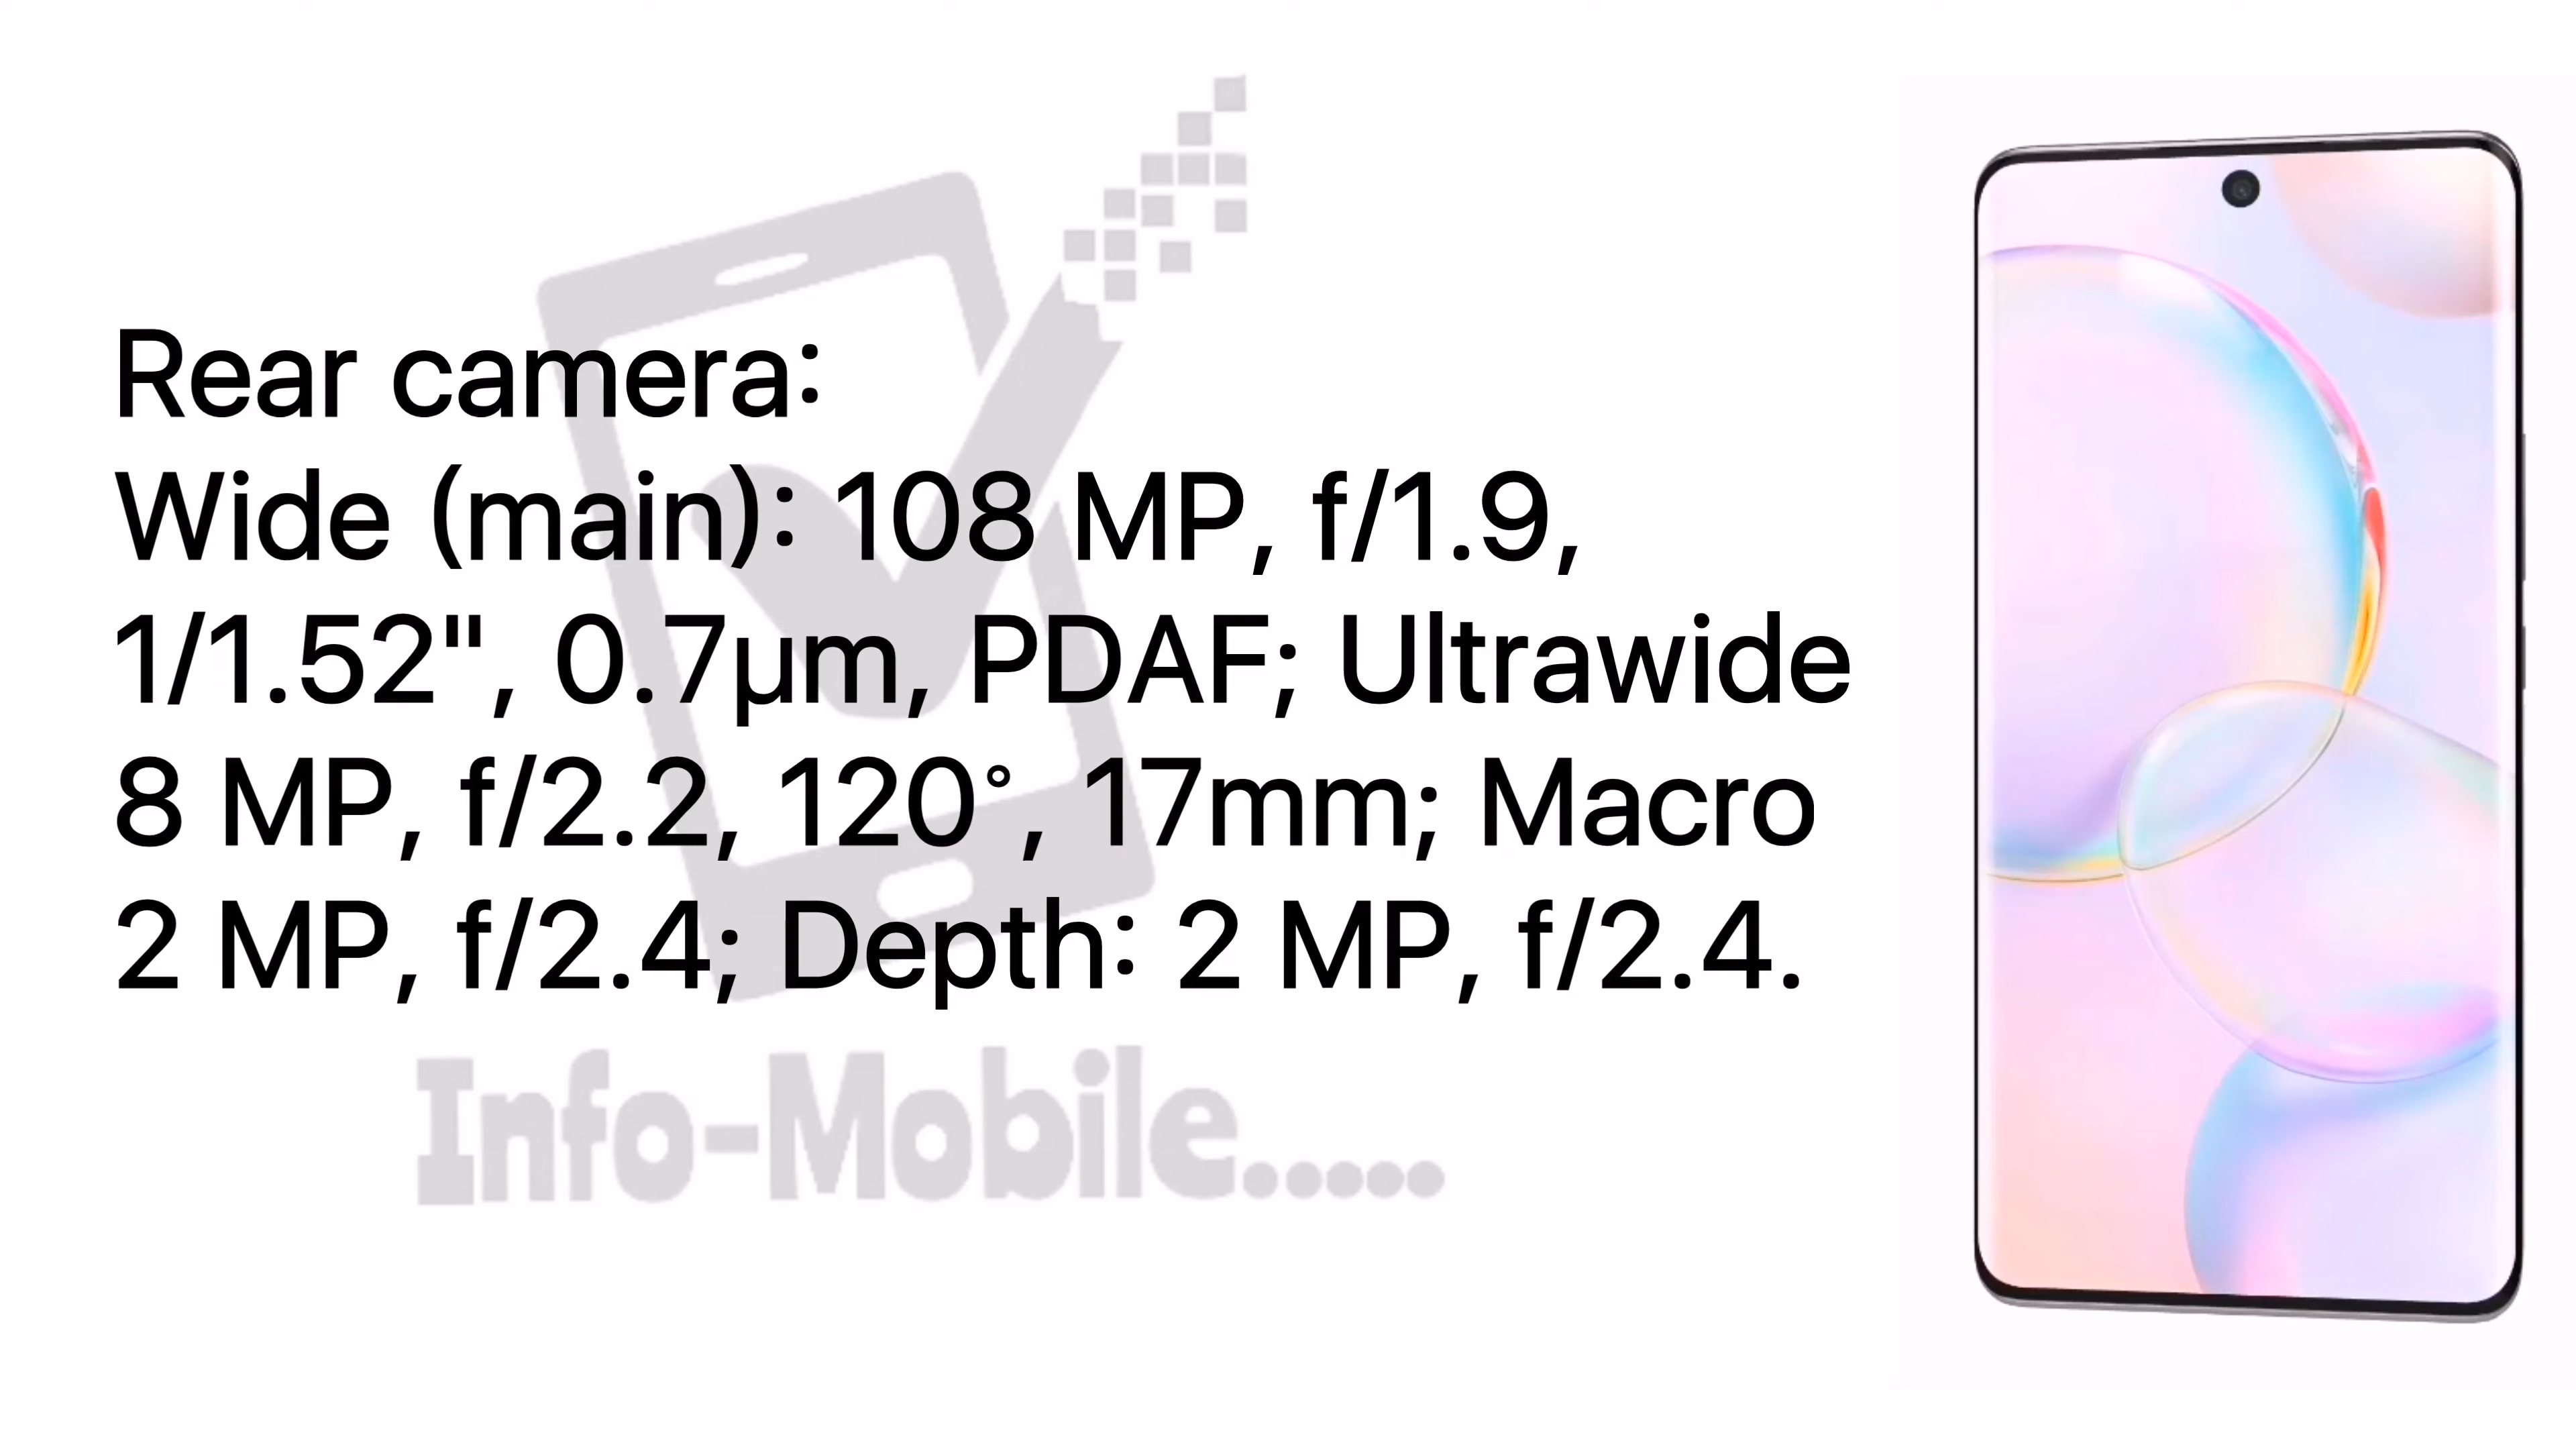 Rear camera:
Wide (main): 108 MP, f/1.9,
1/1.52", 0.7µm, PDAF; Ultrawide
8 MP, f/2.2, 120°, 17mm; Macro
2 MP, f/2.4; Depth: 2 MP, f/2.4.
Info-Mobile.....